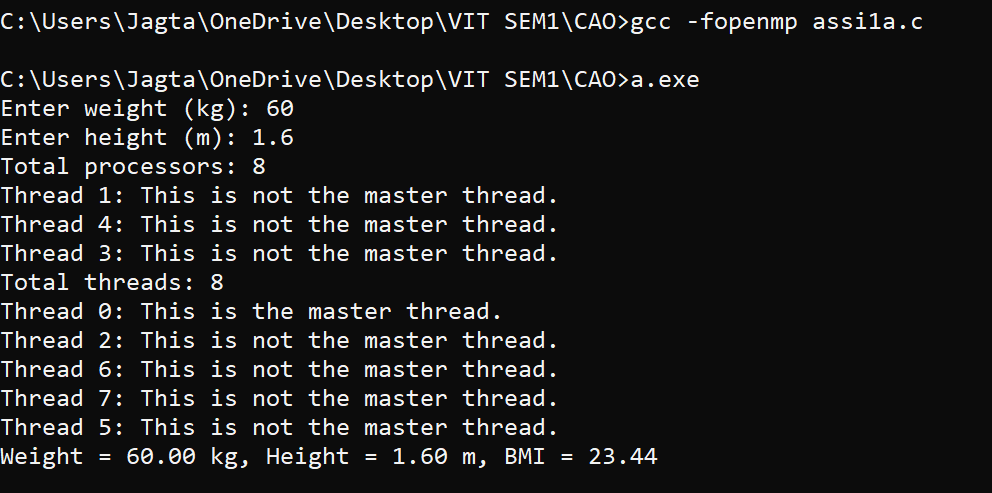 C:\Users\Jagta\OneDrive\Desktop\VIT SEM1\CAO>gcc -fopenmp assi1a.c
C:\Users\Jagta\OneDrive\Desktop\VIT SEM1\CAO>a.exe
Enter weight (kg): 60
Enter height (m): 1.6
Total processors: 8
Thread 1: This is not the master thread.
Thread 4: This is not the master thread.
Thread 3: This is not the master thread.
Total threads: 8
Thread 0: This is the master thread.
Thread 2: This is not the master thread.
Thread 6: This is not the master thread.
Thread 7: This is not the master thread.
Thread 5: This is not the master thread.
Weight = 60.00 kg, Height = 1.60 m, BMI = 23.44